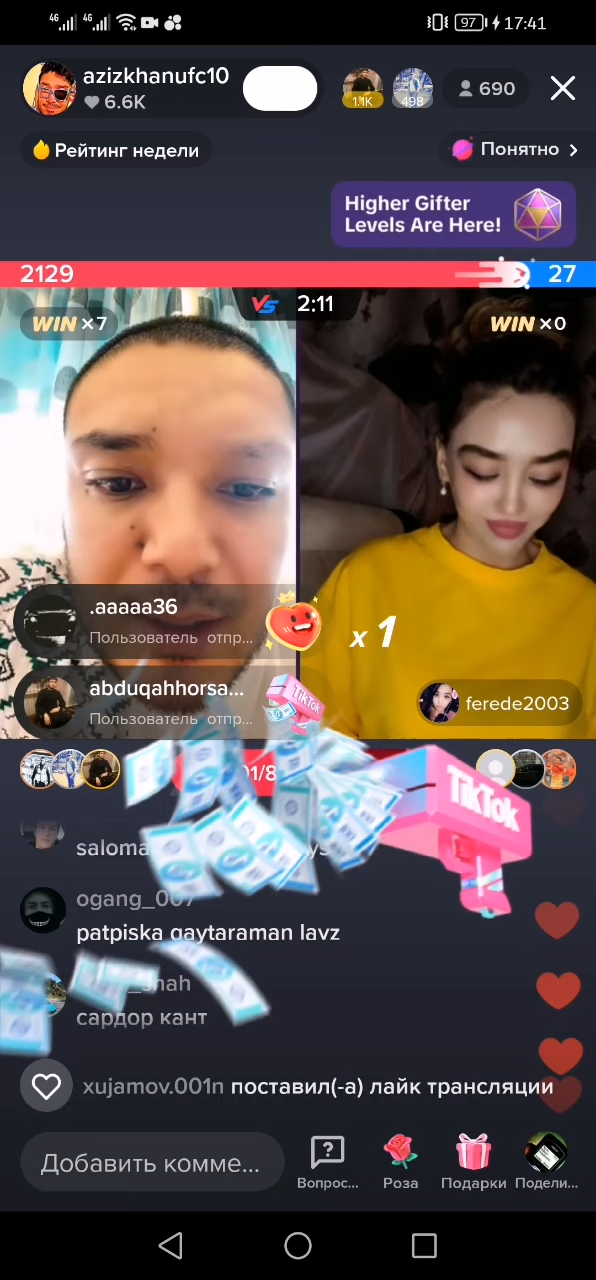 4G 4G 97 17:41
azizkhanufc10
6.6K
1.1K 498 690
Рейтинг недели
Понятно
Higher Gifter
Levels Are Here!
2129 27
VS 2:11
WIN ×7 WIN ×0
.aaaaa36
Пользователь отпр...
x 1
abduqahhorsa...
Пользователь отпр...
TikTok
ferede2003
TikTok
ogang_007
patpiska qaytaraman lavz
сардор кант
xujamov.001n поставил(-а) лайк трансляции
Добавить комме...
Вопрос... Роза Подарки Подели...